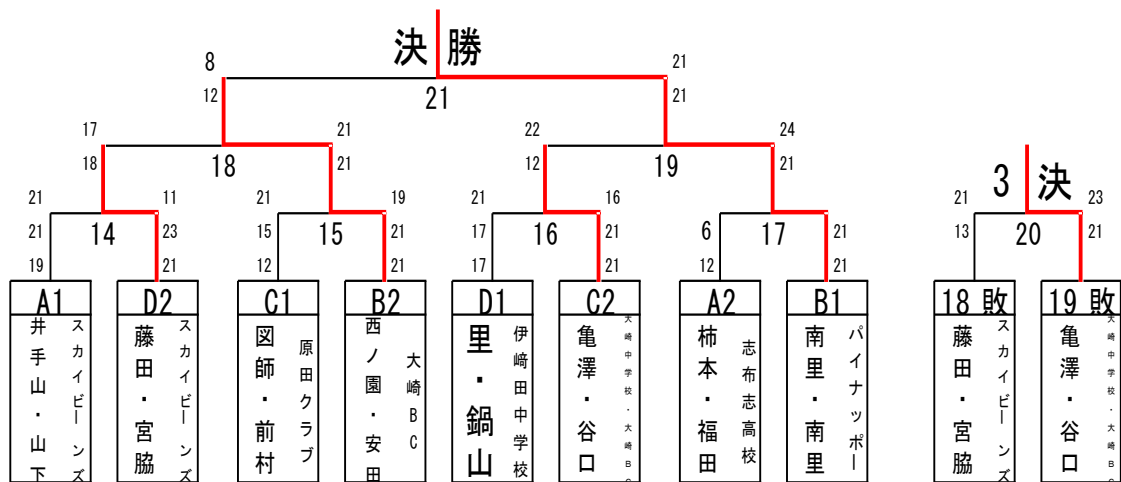 決 勝
8 21
12 21
21
17 21 22 24
18 21 12 21
18 19
3 決
21 11 21 19 21 16 6 21 21 23
21 23 15 21 17 21 12 21 13 21
14 15 16 17 20
19 21 12 21 17 21
A1 D2 C1 B2 D1 C2 A2 B1 18 敗 19 敗
井手山・山下
スカイビーンズ
藤田・宮脇
スカイビーンズ
図師・前村
原田クラブ
西ノ園・安田
大崎BC
里・鍋山
伊﨑田中学校
亀澤・谷口
大崎中学校・大崎BC
柿本・福田
志布志高校
南里・南里
パイナッポー
藤田・宮脇
スカイビーンズ
亀澤・谷口
大崎中学校・大崎BC